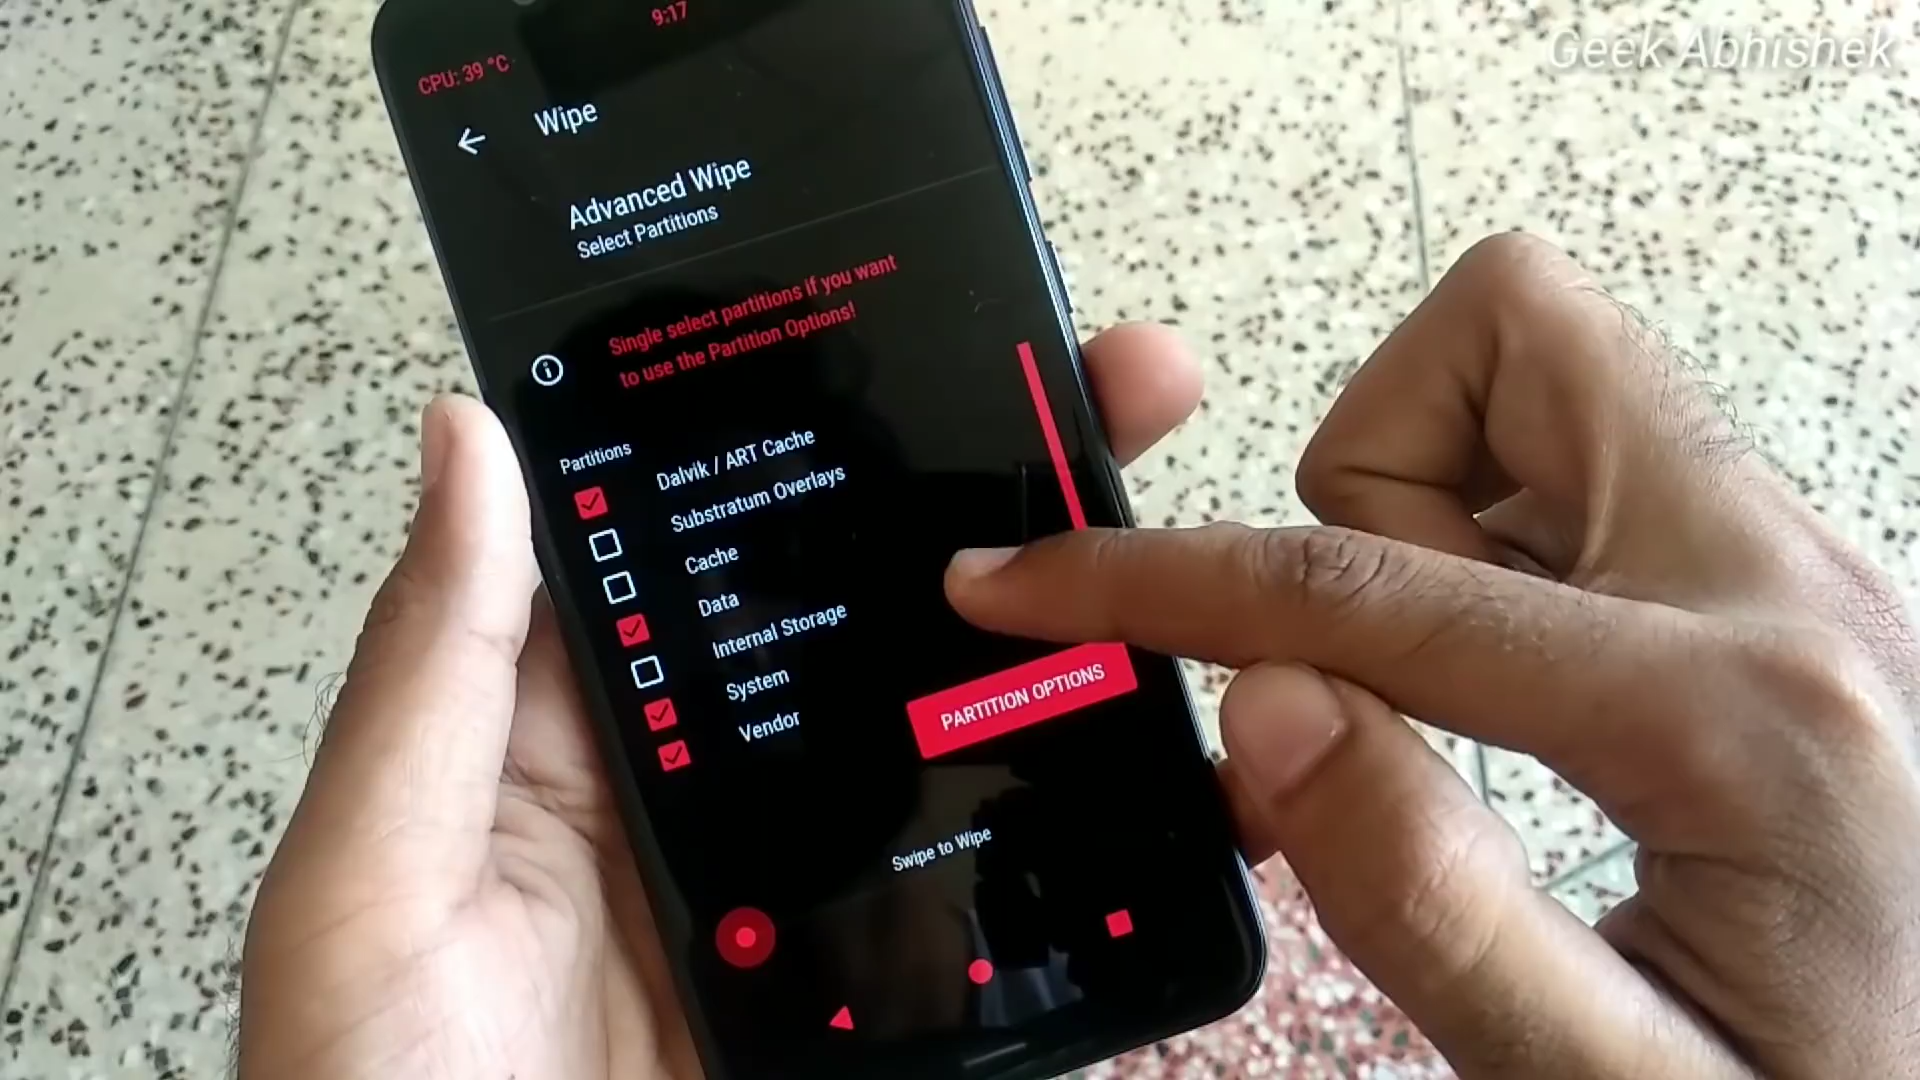 Geek Abhishek
9:17
CPU: 39 °C
Wipe
Advanced Wipe
Select Partitions
Single select partitions if you want
to use the Partition Options!
Partitions
Dalvik / ART Cache
Substratum Overlays
Cache
Data
Internal Storage
System
Vendor
PARTITION OPTIONS
Swipe to Wipe